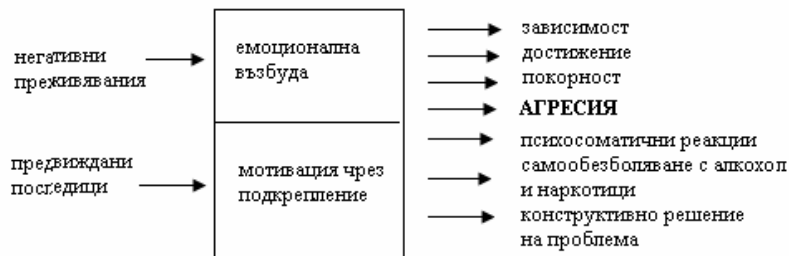 негативни
преживявания
предвиждани
последици
емоционална
възбуда
мотивация чрез
подкрепление
зависимост
достижение
покорност
АГРЕСИЯ
психосоматични реакции
самообезболяване с алкохол
и наркотици
конструктивно решение
на проблема